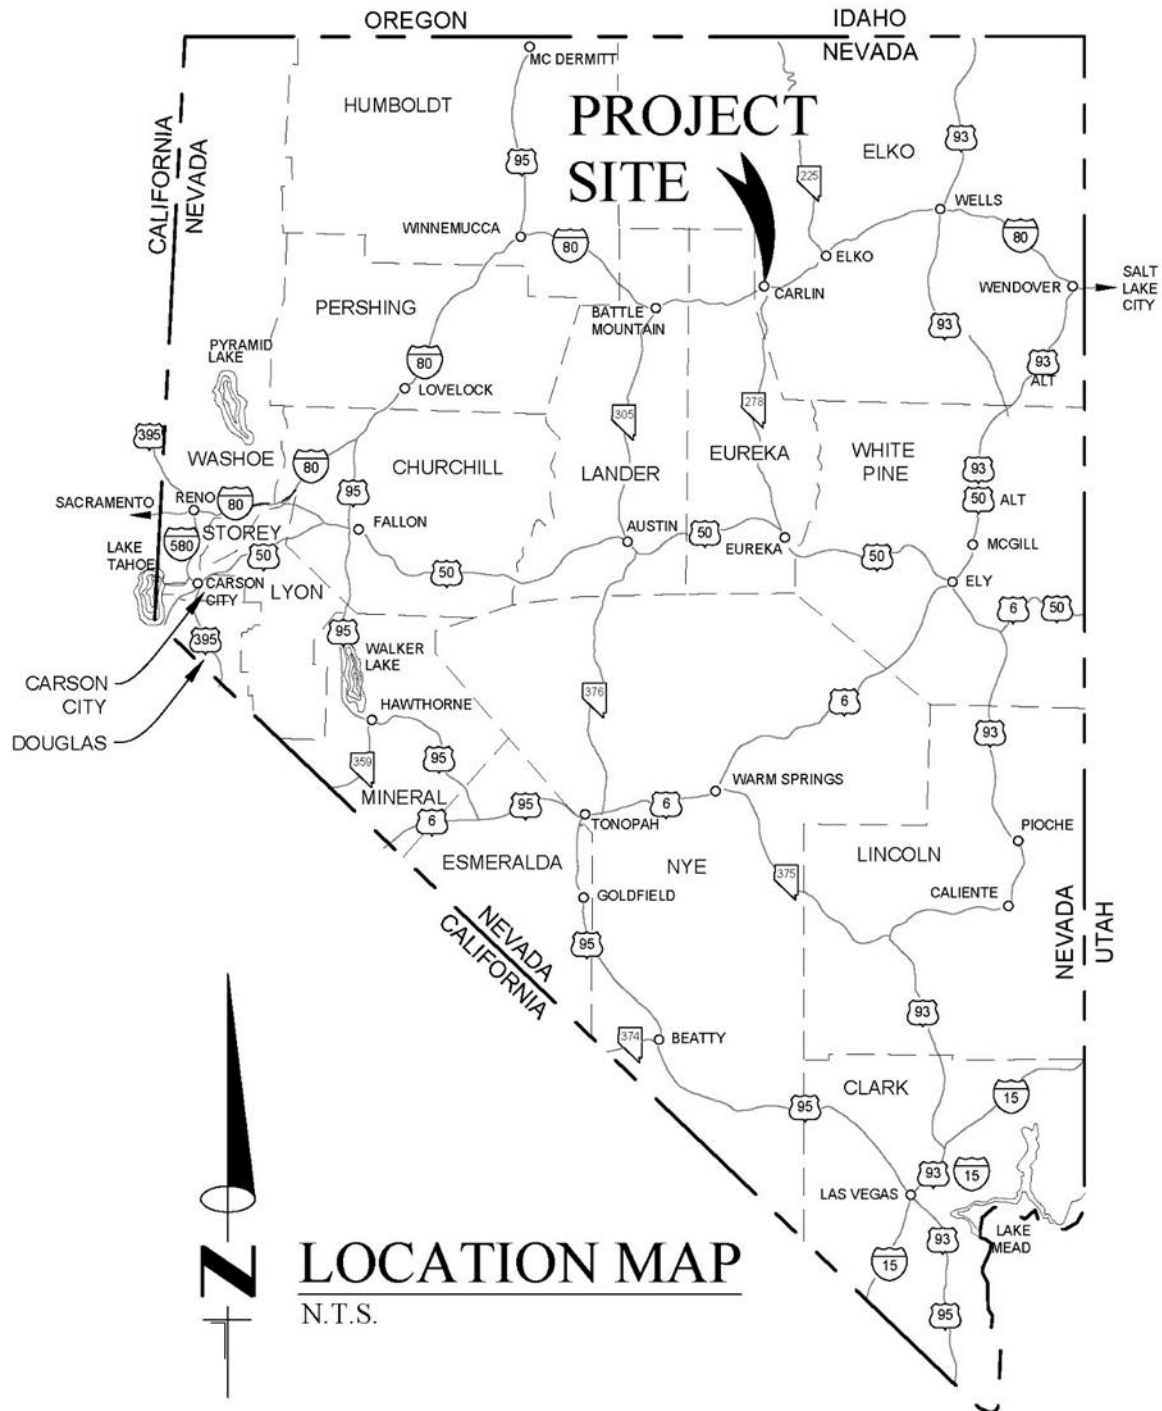 OREGON
IDAHO
NEVADA
MC DERMITT
HUMBOLDT
PROJECT
SITE
CALIFORNIA
NEVADA
95
93
ELKO
225
WELLS
WINNEMUCCA
80
80
ELKO
SALT
LAKE
CITY
WENDOVER
CARLIN
PERSHING
BATTLE
MOUNTAIN
93
PYRAMID
LAKE
80
93
ALT
LOVELOCK
305
278
395
WASHOE
80
CHURCHILL
LANDER
EUREKA
WHITE
PINE
93
95
50
ALT
SACRAMENTO
RENO
80
FALLON
AUSTIN
STOREY
580
50
50
EUREKA
50
MCGILL
LAKE
TAHOE
50
ELY
CARSON
CITY
LYON
6
50
395
95
WALKER
LAKE
CARSON
CITY
376
6
HAWTHORNE
93
DOUGLAS
359
95
MINERAL
WARM SPRINGS
95
6
6
TONOPAH
PIOCHE
ESMERALDA
NYE
LINCOLN
375
GOLDFIELD
CALIENTE
NEVADA
CALIFORNIA
NEVADA
UTAH
95
93
374
BEATTY
CLARK
15
95
93
15
LAS VEGAS
LAKE
MEAD
93
15
95
N
LOCATION MAP
N.T.S.